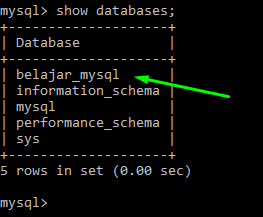 mysql> show databases;
+--------------------+
| Database           |
+--------------------+
| belajar_mysql      |
| information_schema |
| mysql              |
| performance_schema |
| sys                |
+--------------------+
5 rows in set (0.00 sec)
mysql>